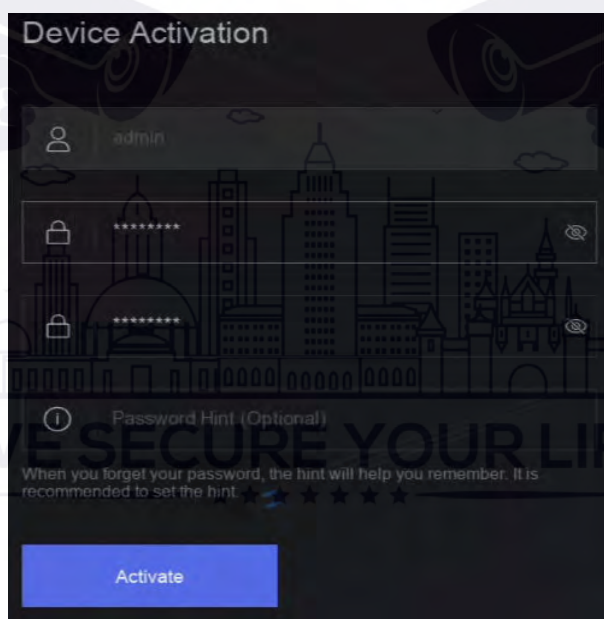 Device Activation
admin
********
********
Password Hint (Optional)
VE SECURE YOUR LI
When you forget your password, the hint will help you remember. It is
recommended to set the hint
Activate